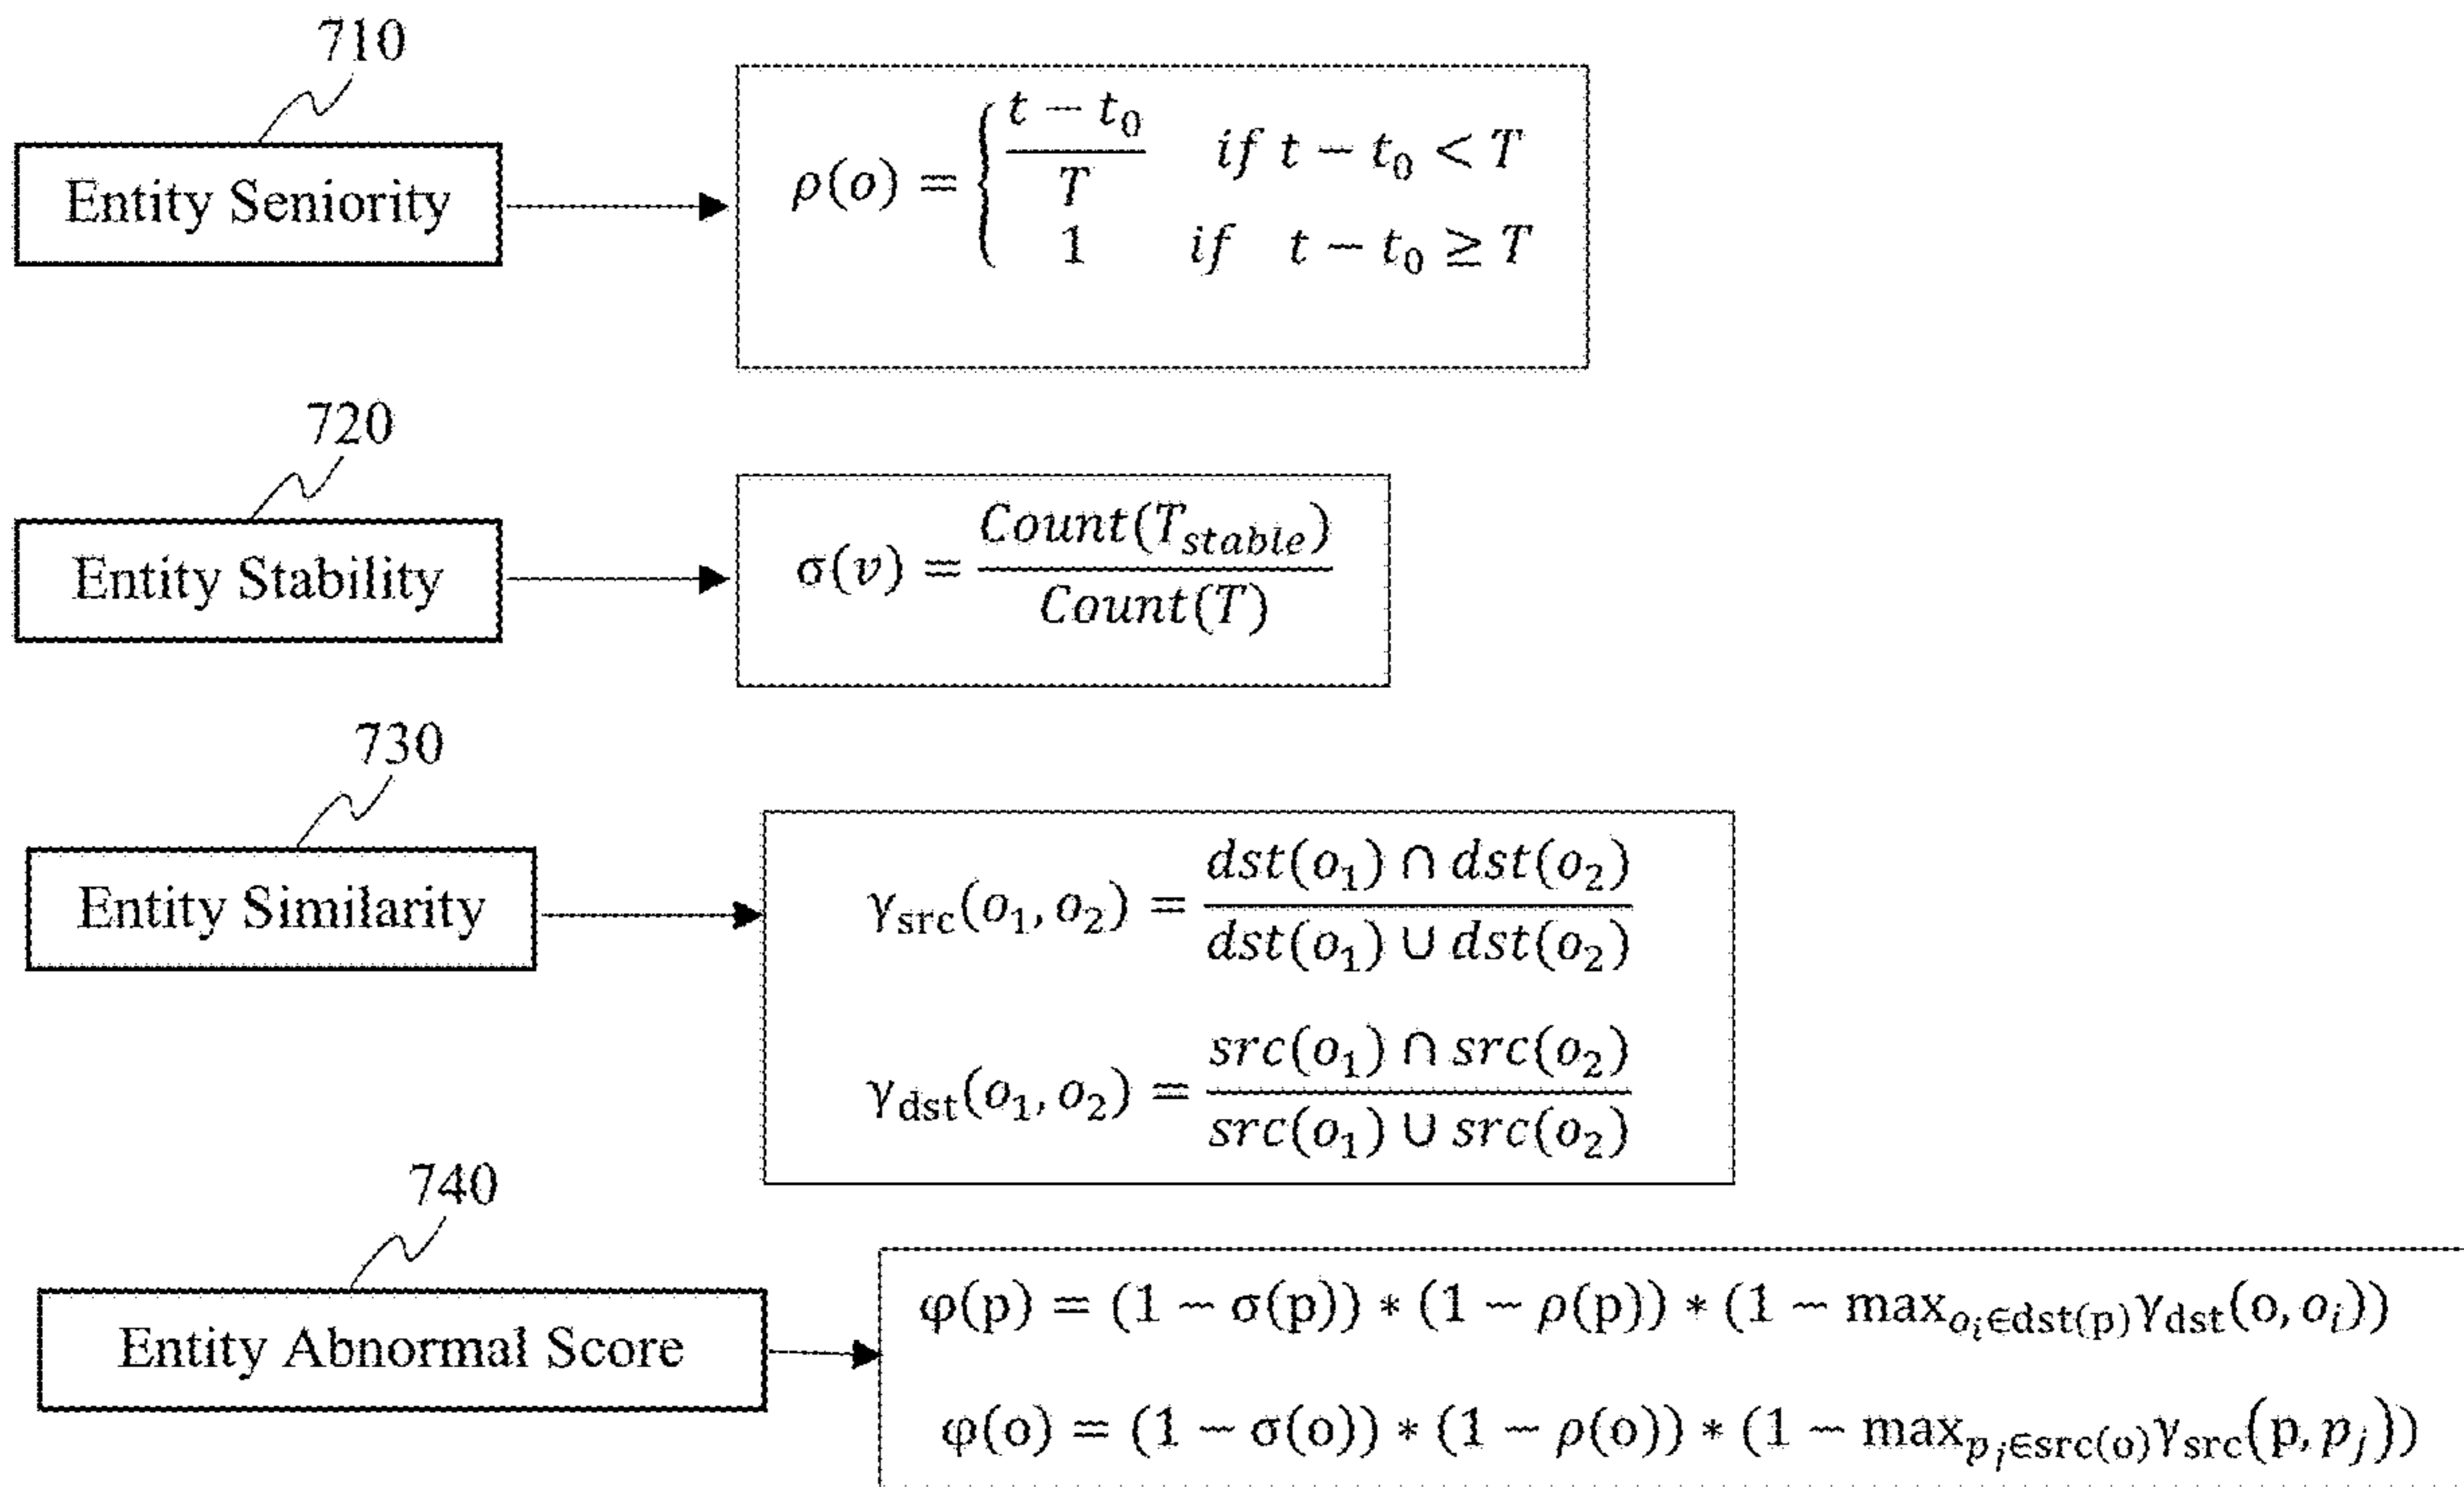 710
Entity Seniority
ρ(o) = { (t − t₀)/T if t − t₀ < T
1 if t − t₀ ≥ T
720
Entity Stability
σ(v) = Count(T_stable) / Count(T)
730
Entity Similarity
γ_src(o₁, o₂) = dst(o₁) ∩ dst(o₂) / dst(o₁) ∪ dst(o₂)
γ_dst(o₁, o₂) = src(o₁) ∩ src(o₂) / src(o₁) ∪ src(o₂)
740
Entity Abnormal Score
φ(p) = (1 − σ(p)) * (1 − ρ(p)) * (1 − max_{o_i∈dst(p)} γ_dst(o, o_i))
φ(o) = (1 − σ(o)) * (1 − ρ(o)) * (1 − max_{p_j∈src(o)} γ_src(p, p_j))